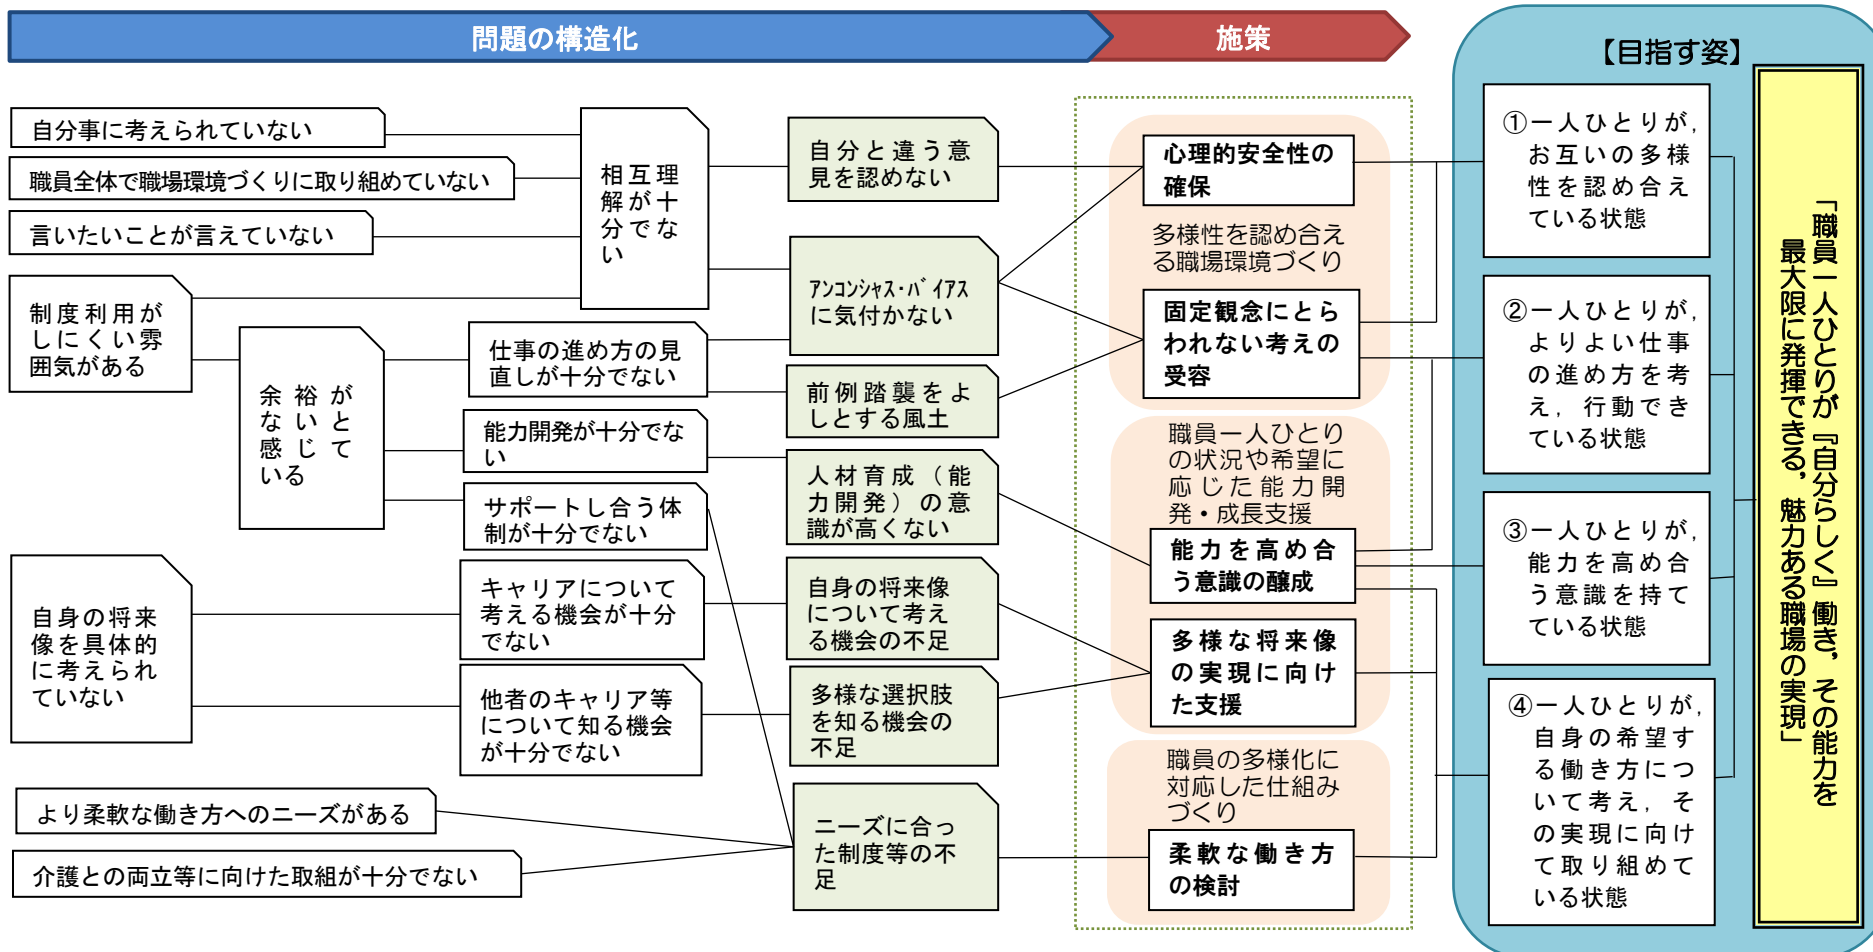 問題の構造化
施策
【目指す姿】
自分事に考えられていない
職員全体で職場環境づくりに取り組めていない
言いたいことが言えていない
制度利用が
しにくい雰
囲気がある
相互理
解が十
分でな
い
余裕が
ないと
感じて
いる
仕事の進め方の見
直しが十分でない
能力開発が十分でな
い
サポートし合う体
制が十分でない
自身の将来
像を具体的
に考えられ
ていない
キャリアについて
考える機会が十分
でない
他者のキャリア等
について知る機会
が十分でない
より柔軟な働き方へのニーズがある
介護との両立等に向けた取組が十分でない
自分と違う意
見を認めない
アンコンシャス・バイアス
に気付かない
前例踏襲をよ
しとする風土
人材育成（能
力開発）の意
識が高くない
自身の将来像
について考え
る機会の不足
多様な選択肢
を知る機会の
不足
ニーズに合っ
た制度等の不
足
心理的安全性の
確保
多様性を認め合え
る職場環境づくり
固定観念にとら
われない考えの
受容
職員一人ひとり
の状況や希望に
応じた能力開
発・成長支援
能力を高め合
う意識の醸成
多様な将来像
の実現に向け
た支援
職員の多様化に
対応した仕組み
づくり
柔軟な働き方
の検討
①一人ひとりが，
お互いの多様
性を認め合え
ている状態
②一人ひとりが，
よりよい仕事
の進め方を考
え，行動でき
ている状態
③一人ひとりが，
能力を高め合
う意識を持て
ている状態
④一人ひとりが，
自身の希望す
る働き方につ
いて考え，そ
の実現に向け
て取り組めて
いる状態
「職員一人ひとりが『自分らしく』働き，その能力を
最大限に発揮できる，魅力ある職場の実現」